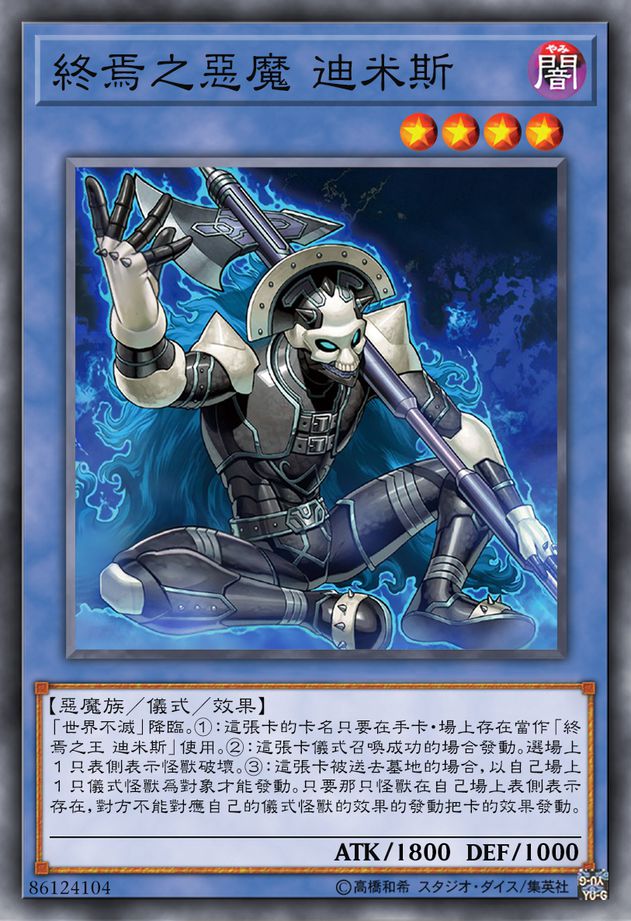 終焉之惡魔 迪米斯
やみ
闇
【惡魔族／儀式／效果】
「世界不滅」降臨。①：這張卡的卡名只要在手卡・場上存在當作「終
焉之王 迪米斯」使用。②：這張卡儀式召喚成功的場合發動。選場上
１只表側表示怪獸破壞。③：這張卡被送去墓地的場合，以自己場上
１只儀式怪獸爲對象才能發動。只要那只怪獸在自己場上表側表示
存在，對方不能對應自己的儀式怪獸的效果的發動把卡的效果發動。
ATK/1800 DEF/1000
86124104
©高橋和希 スタジオ・ダイス/集英社
YU-G